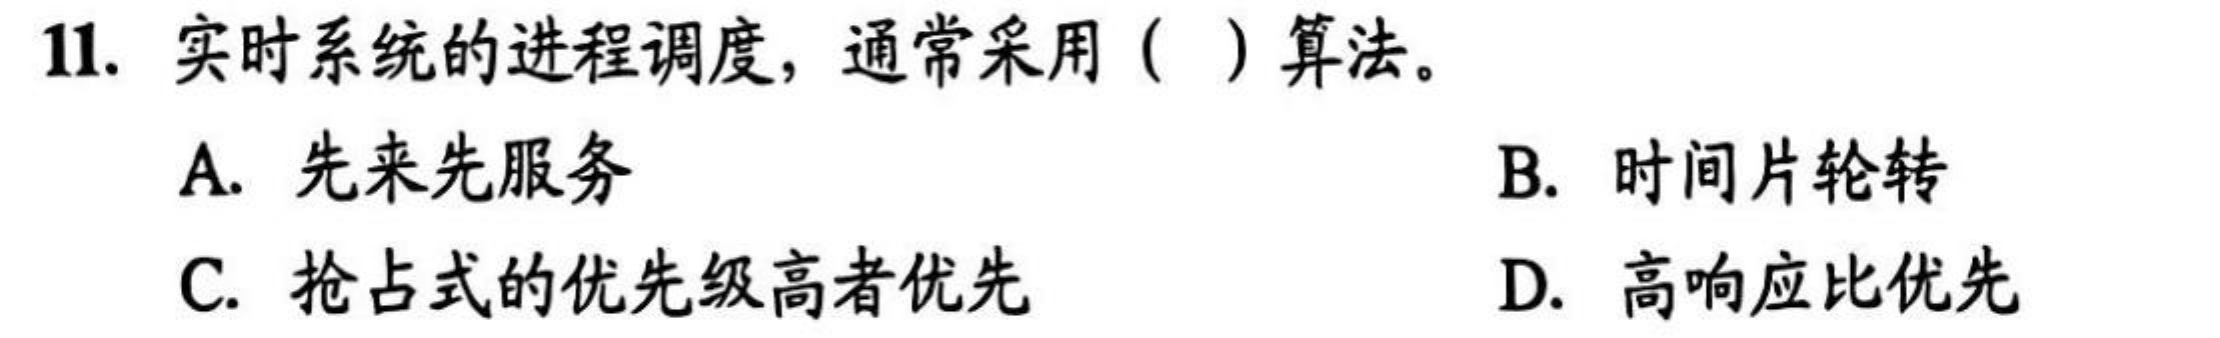 11. 实时系统的进程调度，通常采用（ ）算法。
A. 先来先服务 B. 时间片轮转
C. 抢占式的优先级高者优先 D. 高响应比优先